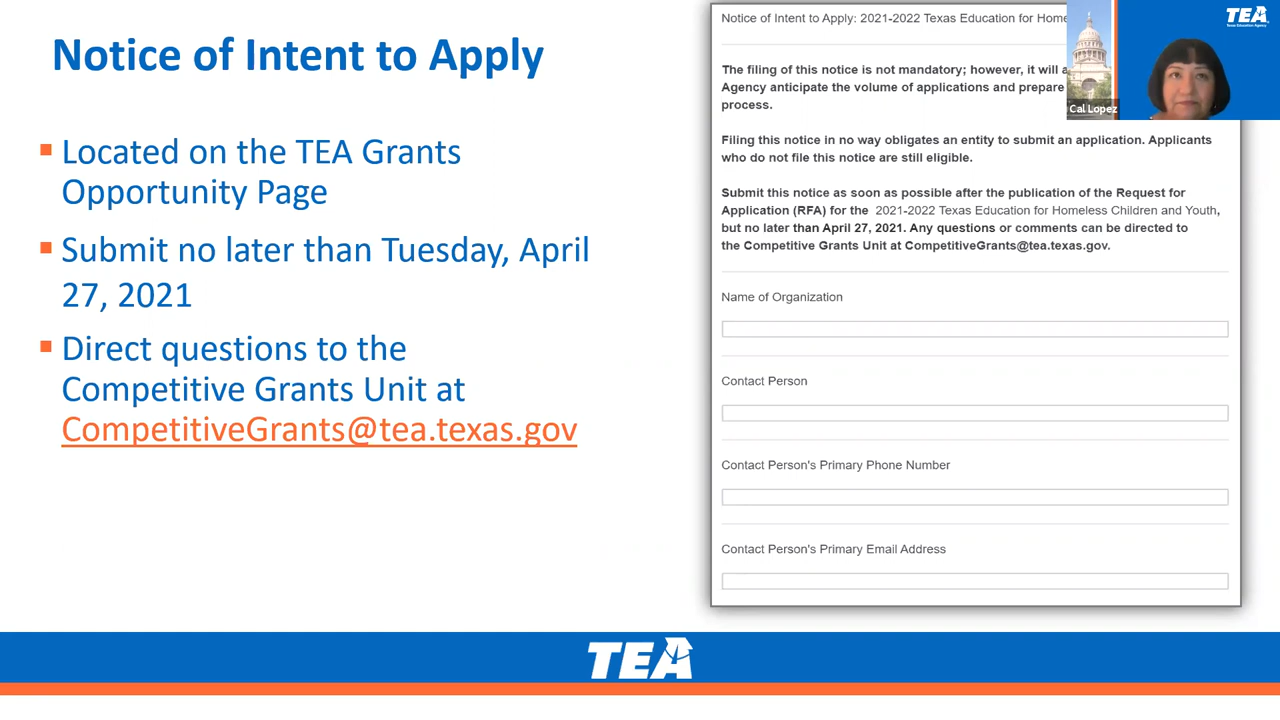 Notice of Intent to Apply
Located on the TEA Grants
Opportunity Page
Submit no later than Tuesday, April
27, 2021
Direct questions to the
Competitive Grants Unit at
CompetitiveGrants@tea.texas.gov
Notice of Intent to Apply: 2021-2022 Texas Education for
The filing of this notice is not mandatory; however, it will
Agency anticipate the volume of applications and prepare
process.
Filing this notice in no way obligates an entity to submit an application. Applicants
who do not file this notice are still eligible.
Submit this notice as soon as possible after the publication of the Request for
Application (RFA) for the 2021-2022 Texas Education for Homeless Children and Youth,
but no later than April 27, 2021. Any questions or comments can be directed to
the Competitive Grants Unit at CompetitiveGrants@tea.texas.gov.
Name of Organization
Contact Person
Contact Person's Primary Phone Number
Contact Person's Primary Email Address
TEA
Texas Education Agency
Cal Lopez
TEA